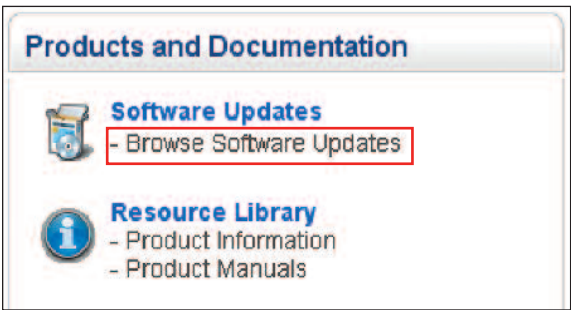 Products and Documentation
Software Updates
- Browse Software Updates
Resource Library
- Product Information
- Product Manuals